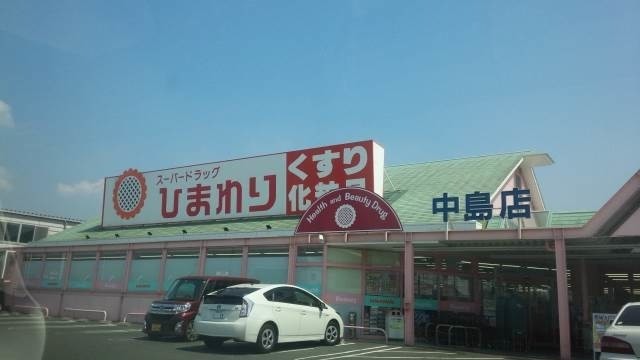 スーパードラッグ
ひまわり
くすり
化粧品
Health and Beauty Drug
中島店